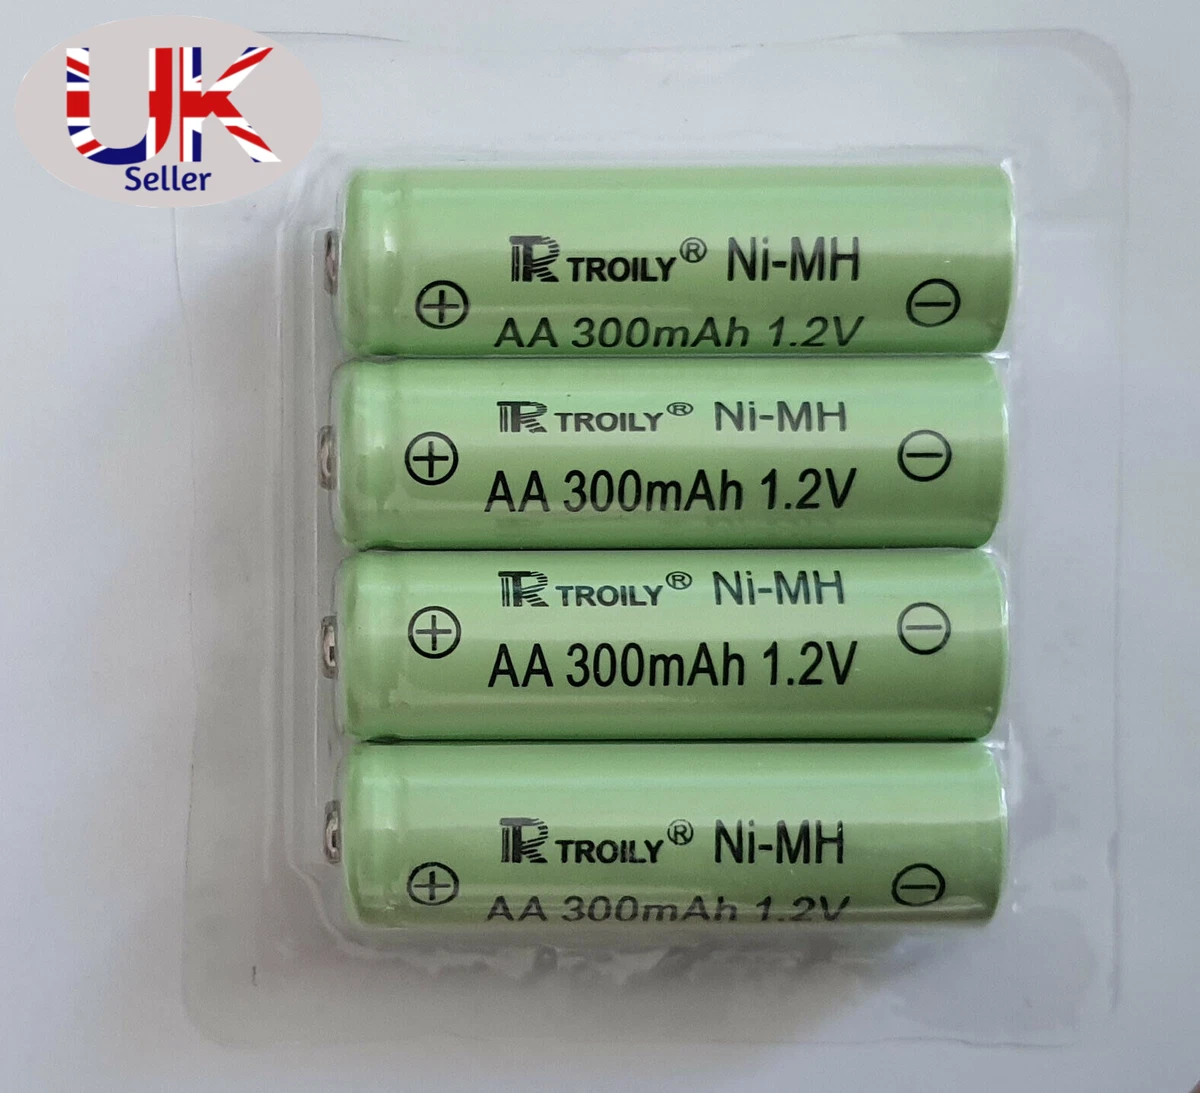 UK
Seller
TR TROILY® Ni-MH
⊕ ⊖
AA 300mAh 1.2V
TR TROILY® Ni-MH
⊕ ⊖
AA 300mAh 1.2V
TR TROILY® Ni-MH
⊕ ⊖
AA 300mAh 1.2V
TR TROILY® Ni-MH
⊕ ⊖
AA 300mAh 1.2V